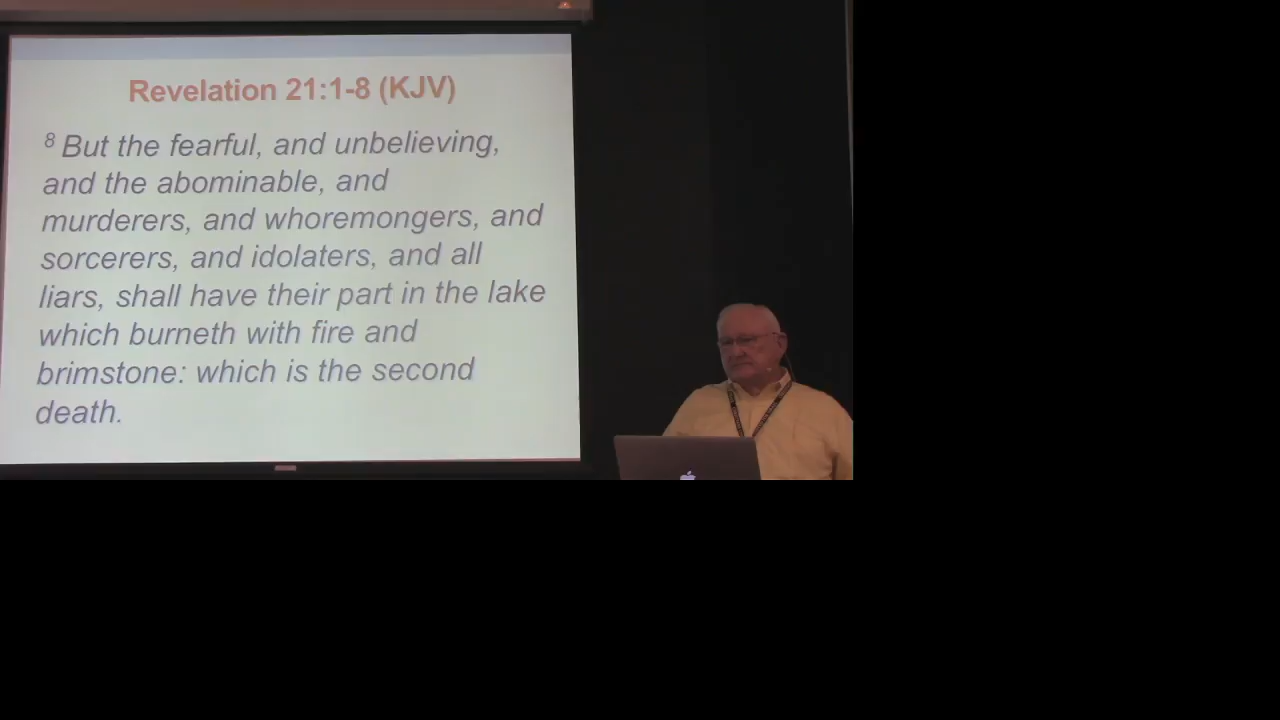 Revelation 21:1-8 (KJV)
8 But the fearful, and unbelieving,
and the abominable, and
murderers, and whoremongers, and
sorcerers, and idolaters, and all
liars, shall have their part in the lake
which burneth with fire and
brimstone: which is the second
death.